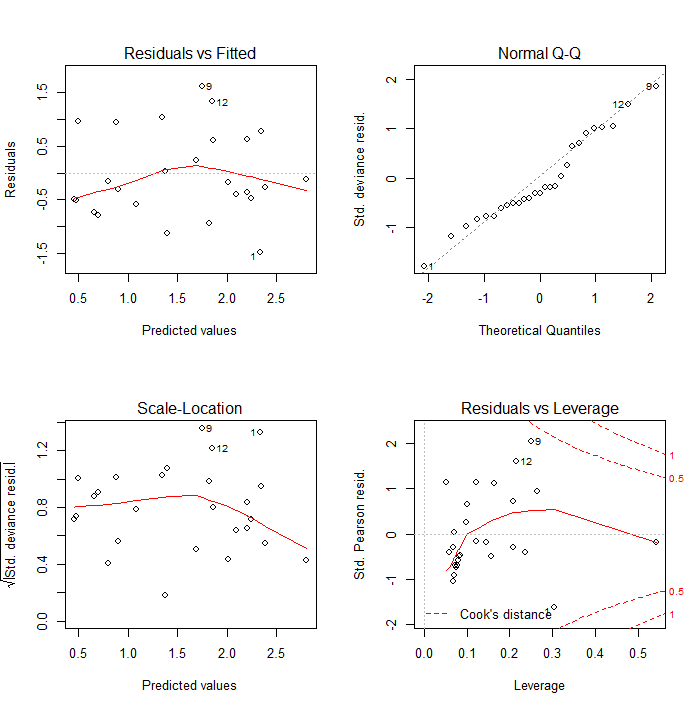 Residuals vs Fitted
Residuals
1.5
0.5
-0.5
-1.5
9
12
1
0.5 1.0 1.5 2.0 2.5
Predicted values
Normal Q-Q
Std. deviance resid.
2
1
0
-1
9
12
1
-2 -1 0 1 2
Theoretical Quantiles
Scale-Location
√|Std. deviance resid.|
1.2
0.8
0.4
0.0
9
1
12
0.5 1.0 1.5 2.0 2.5
Predicted values
Residuals vs Leverage
Std. Pearson resid.
2
1
0
-1
-2
9
12
1
1
0.5
0.5
1
Cook's distance
0.0 0.1 0.2 0.3 0.4 0.5
Leverage